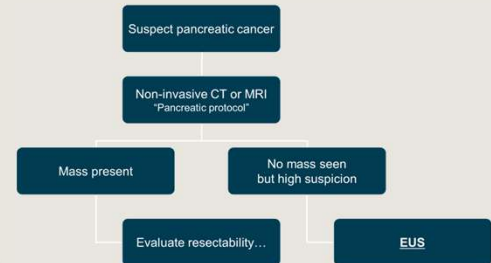 Suspect pancreatic cancer
Non-invasive CT or MRI
“Pancreatic protocol”
Mass present
No mass seen
but high suspicion
Evaluate resectability…
EUS